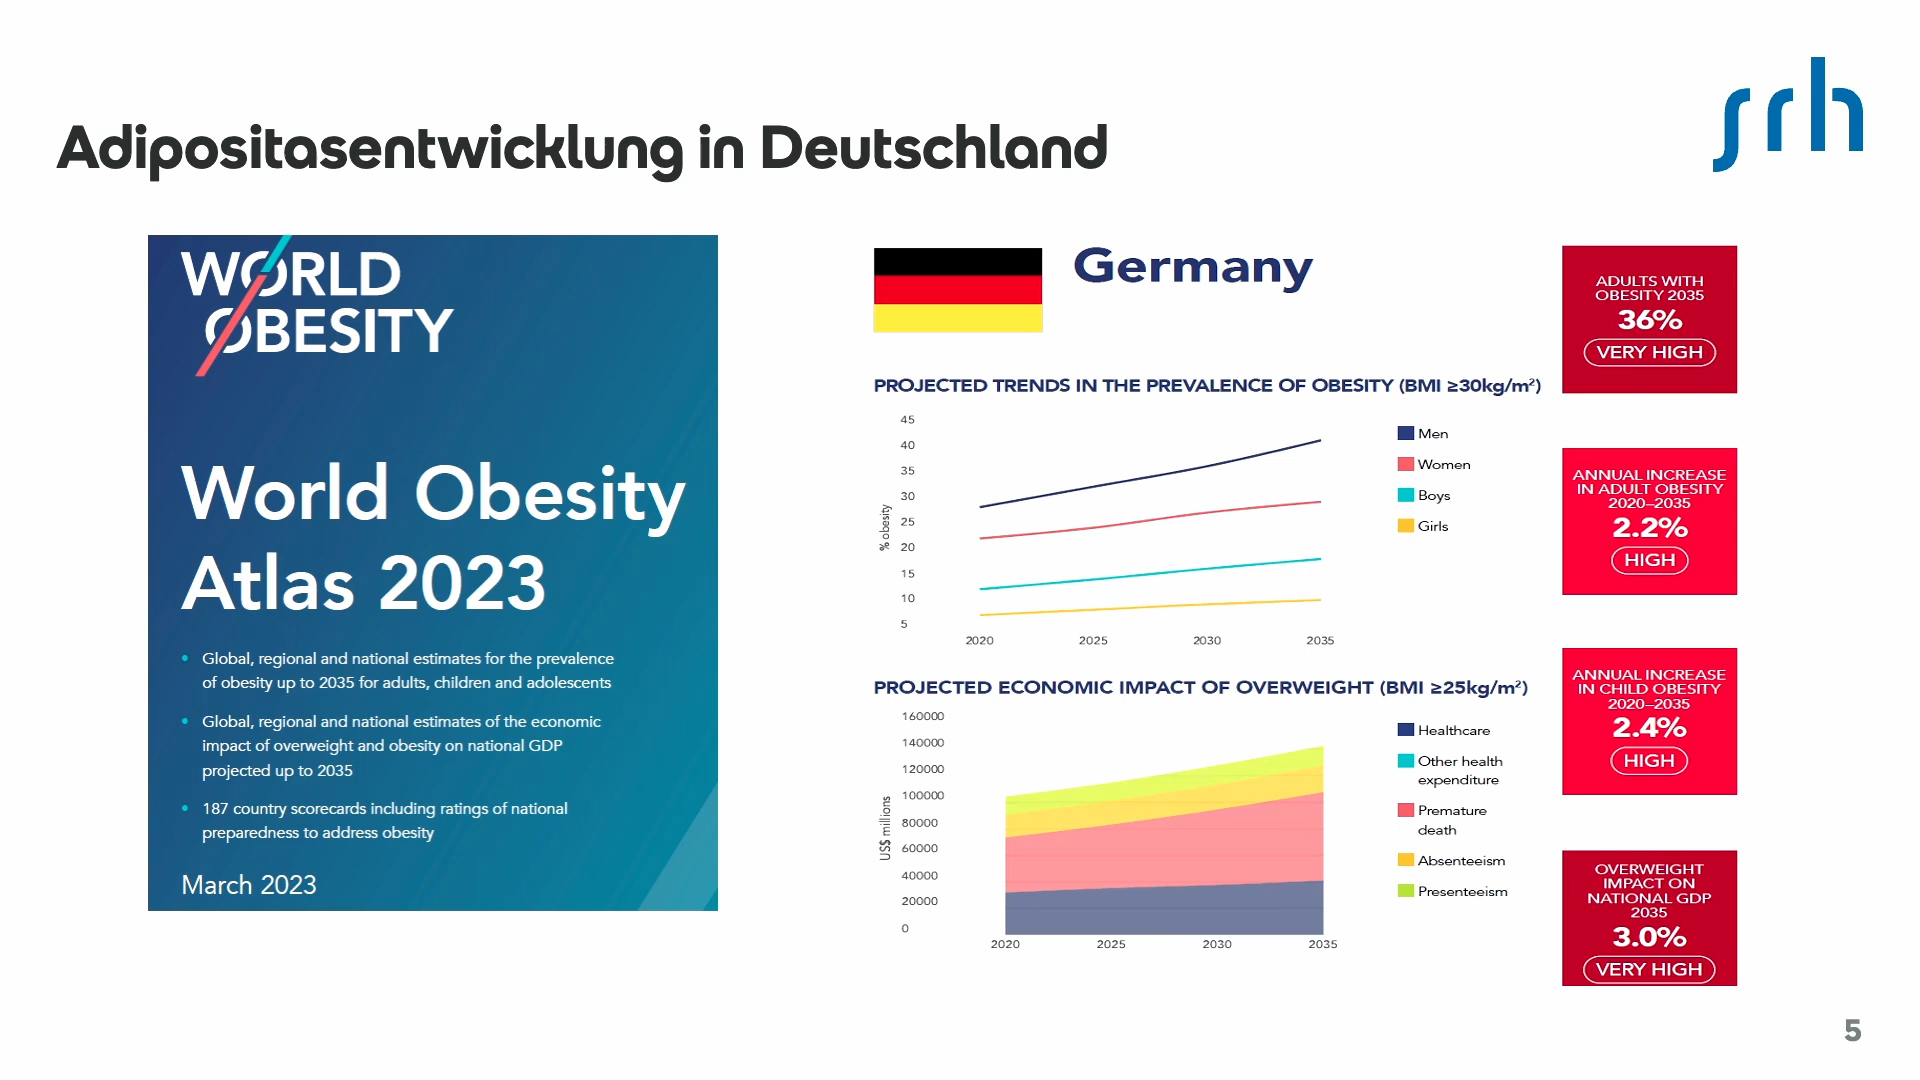 Adipositasentwicklung in Deutschland
srh
WORLD
OBESITY
World Obesity
Atlas 2023
• Global, regional and national estimates for the prevalence
of obesity up to 2035 for adults, children and adolescents
• Global, regional and national estimates of the economic
impact of overweight and obesity on national GDP
projected up to 2035
• 187 country scorecards including ratings of national
preparedness to address obesity
March 2023
Germany
PROJECTED TRENDS IN THE PREVALENCE OF OBESITY (BMI ≥30kg/m²)
% obesity
45
40
35
30
25
20
15
10
5
2020 2025 2030 2035
Men
Women
Boys
Girls
PROJECTED ECONOMIC IMPACT OF OVERWEIGHT (BMI ≥25kg/m²)
US$ millions
160000
140000
120000
100000
80000
60000
40000
20000
0
2020 2025 2030 2035
Healthcare
Other health
expenditure
Premature
death
Absenteeism
Presenteeism
ADULTS WITH
OBESITY 2035
36%
VERY HIGH
ANNUAL INCREASE
IN ADULT OBESITY
2020–2035
2.2%
HIGH
ANNUAL INCREASE
IN CHILD OBESITY
2020–2035
2.4%
HIGH
OVERWEIGHT
IMPACT ON
NATIONAL GDP
2035
3.0%
VERY HIGH
5